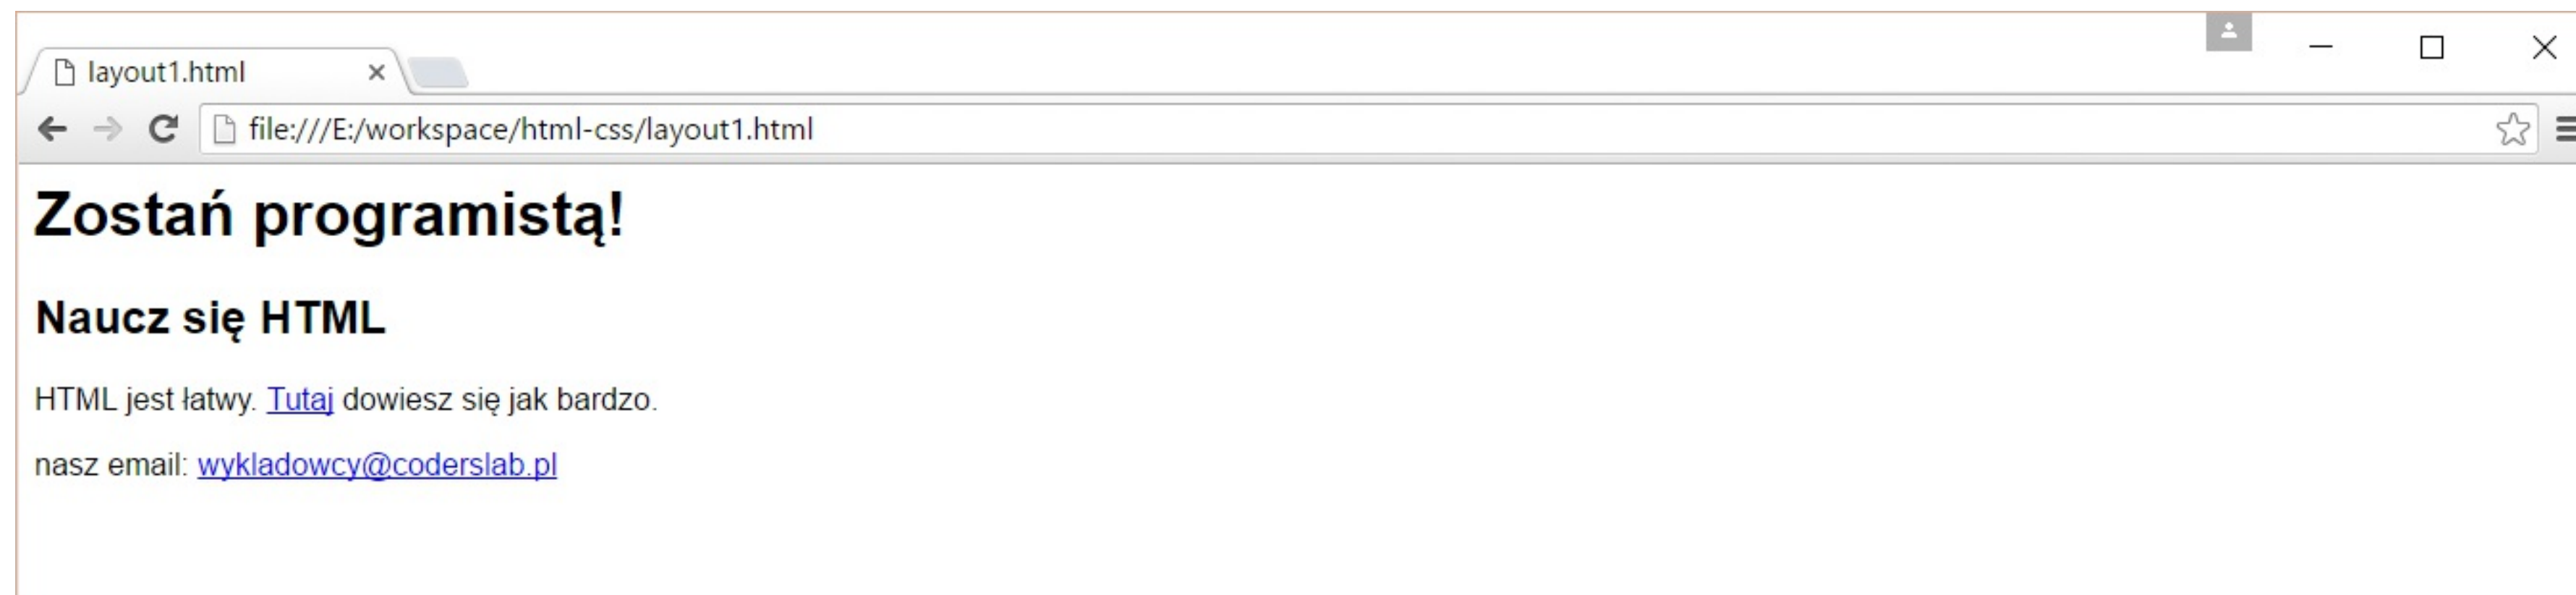 layout1.html
file:///E:/workspace/html-css/layout1.html
Zostań programistą!
Naucz się HTML
HTML jest łatwy. Tutaj dowiesz się jak bardzo.
nasz email: wykladowcy@coderslab.pl